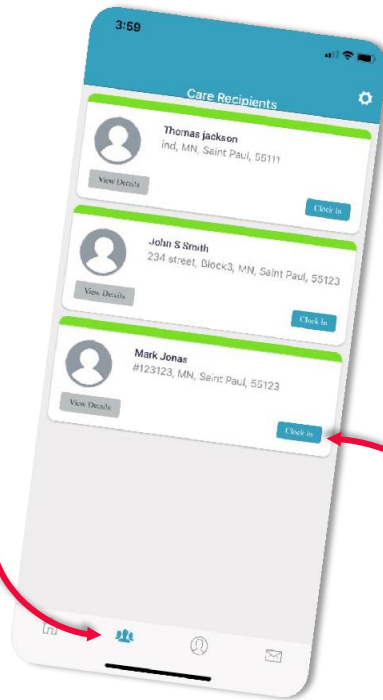 3:59
Care Recipients
Thomas jackson
ind, MN, Saint Paul, 55111
View Details
Clock in
John S Smith
234 street, Block3, MN, Saint Paul, 55123
View Details
Clock In
Mark Jonas
#123123, MN, Saint Paul, 55123
View Details
Clock in